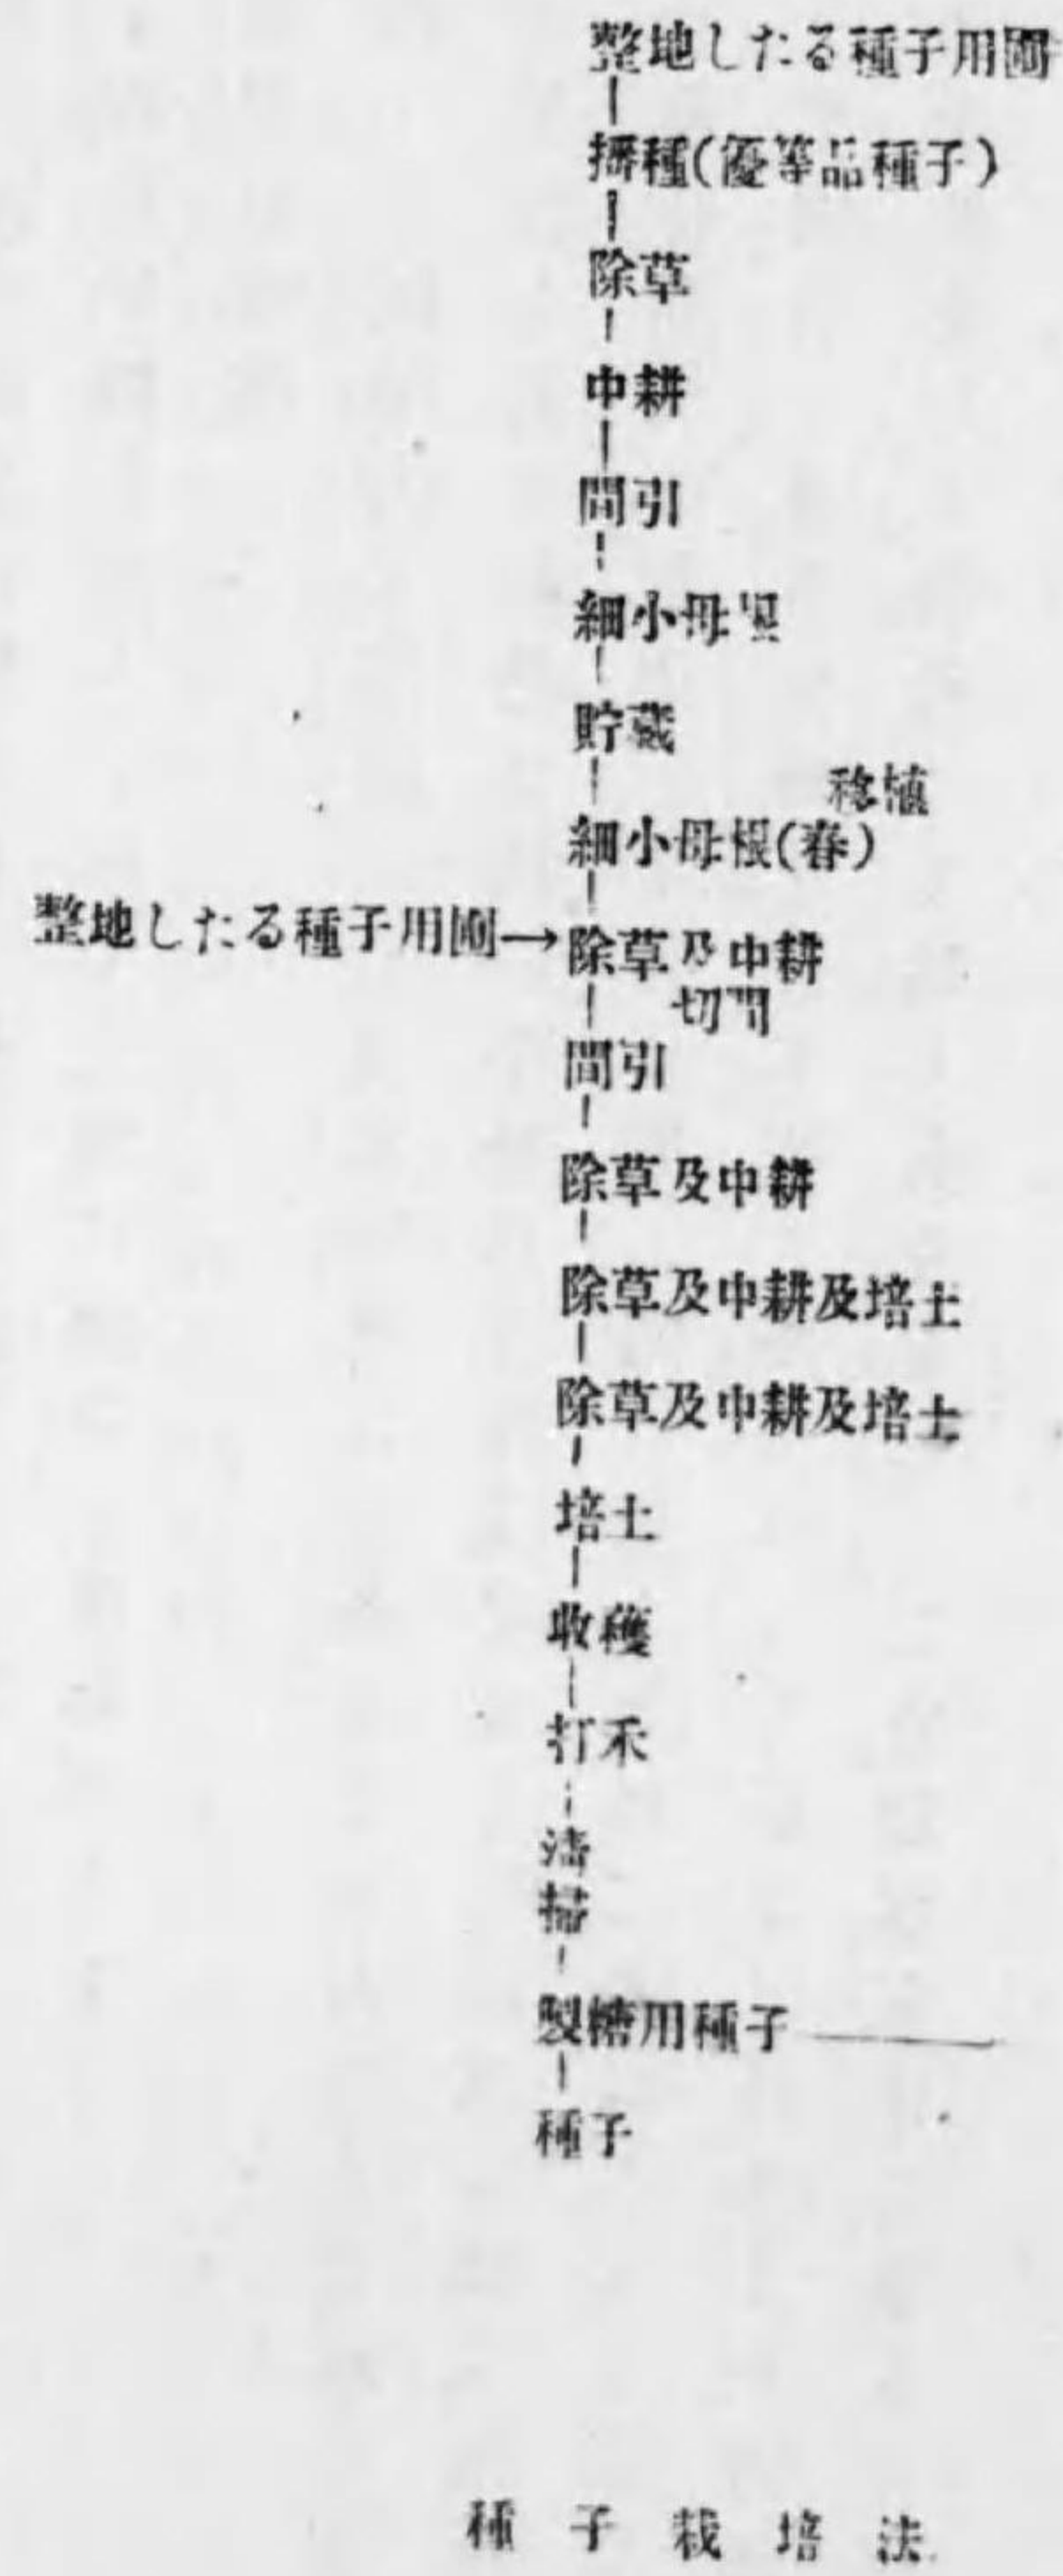 整地したる種子用圃
播種(優等品種子)
除草
中耕
間引
細小母根
貯蔵
移植
細小母根(春)
整地したる種子用圃→除草及中耕
切間
間引
除草及中耕
除草及中耕及培土
除草及中耕及培土
培土
收穫
打禾
淸
掃
製糖用種子
種子
種子栽培法